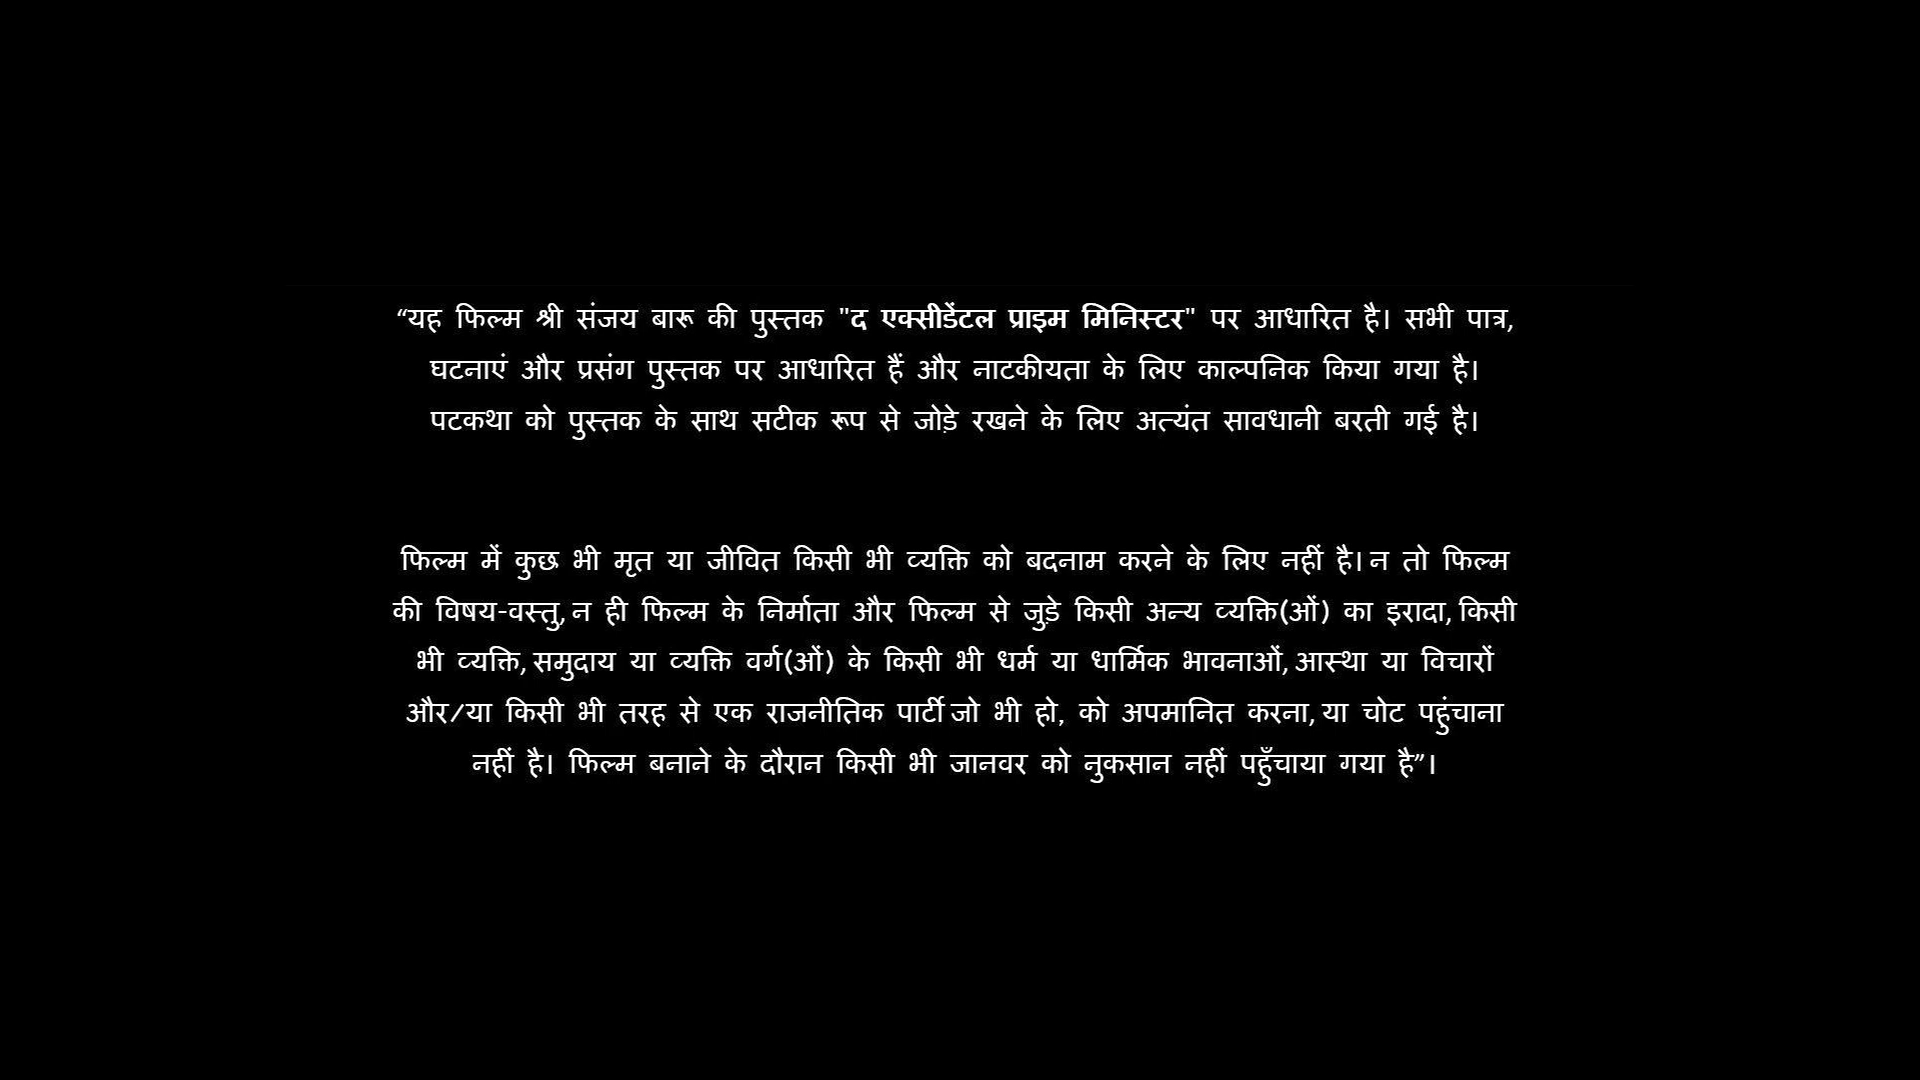 “यह फिल्म श्री संजय बारू की पुस्तक "द एक्सीडेंटल प्राइम मिनिस्टर" पर आधारित है। सभी पात्र,
घटनाएं और प्रसंग पुस्तक पर आधारित हैं और नाटकीयता के लिए काल्पनिक किया गया है।
पटकथा को पुस्तक के साथ सटीक रूप से जोड़े रखने के लिए अत्यंत सावधानी बरती गई है।
फिल्म में कुछ भी मृत या जीवित किसी भी व्यक्ति को बदनाम करने के लिए नहीं है। न तो फिल्म
की विषय-वस्तु, न ही फिल्म के निर्माता और फिल्म से जुड़े किसी अन्य व्यक्ति(ओं) का इरादा, किसी
भी व्यक्ति, समुदाय या व्यक्ति वर्ग(ओं) के किसी भी धर्म या धार्मिक भावनाओं, आस्था या विचारों
और/या किसी भी तरह से एक राजनीतिक पार्टी जो भी हो, को अपमानित करना, या चोट पहुंचाना
नहीं है। फिल्म बनाने के दौरान किसी भी जानवर को नुकसान नहीं पहुँचाया गया है”।